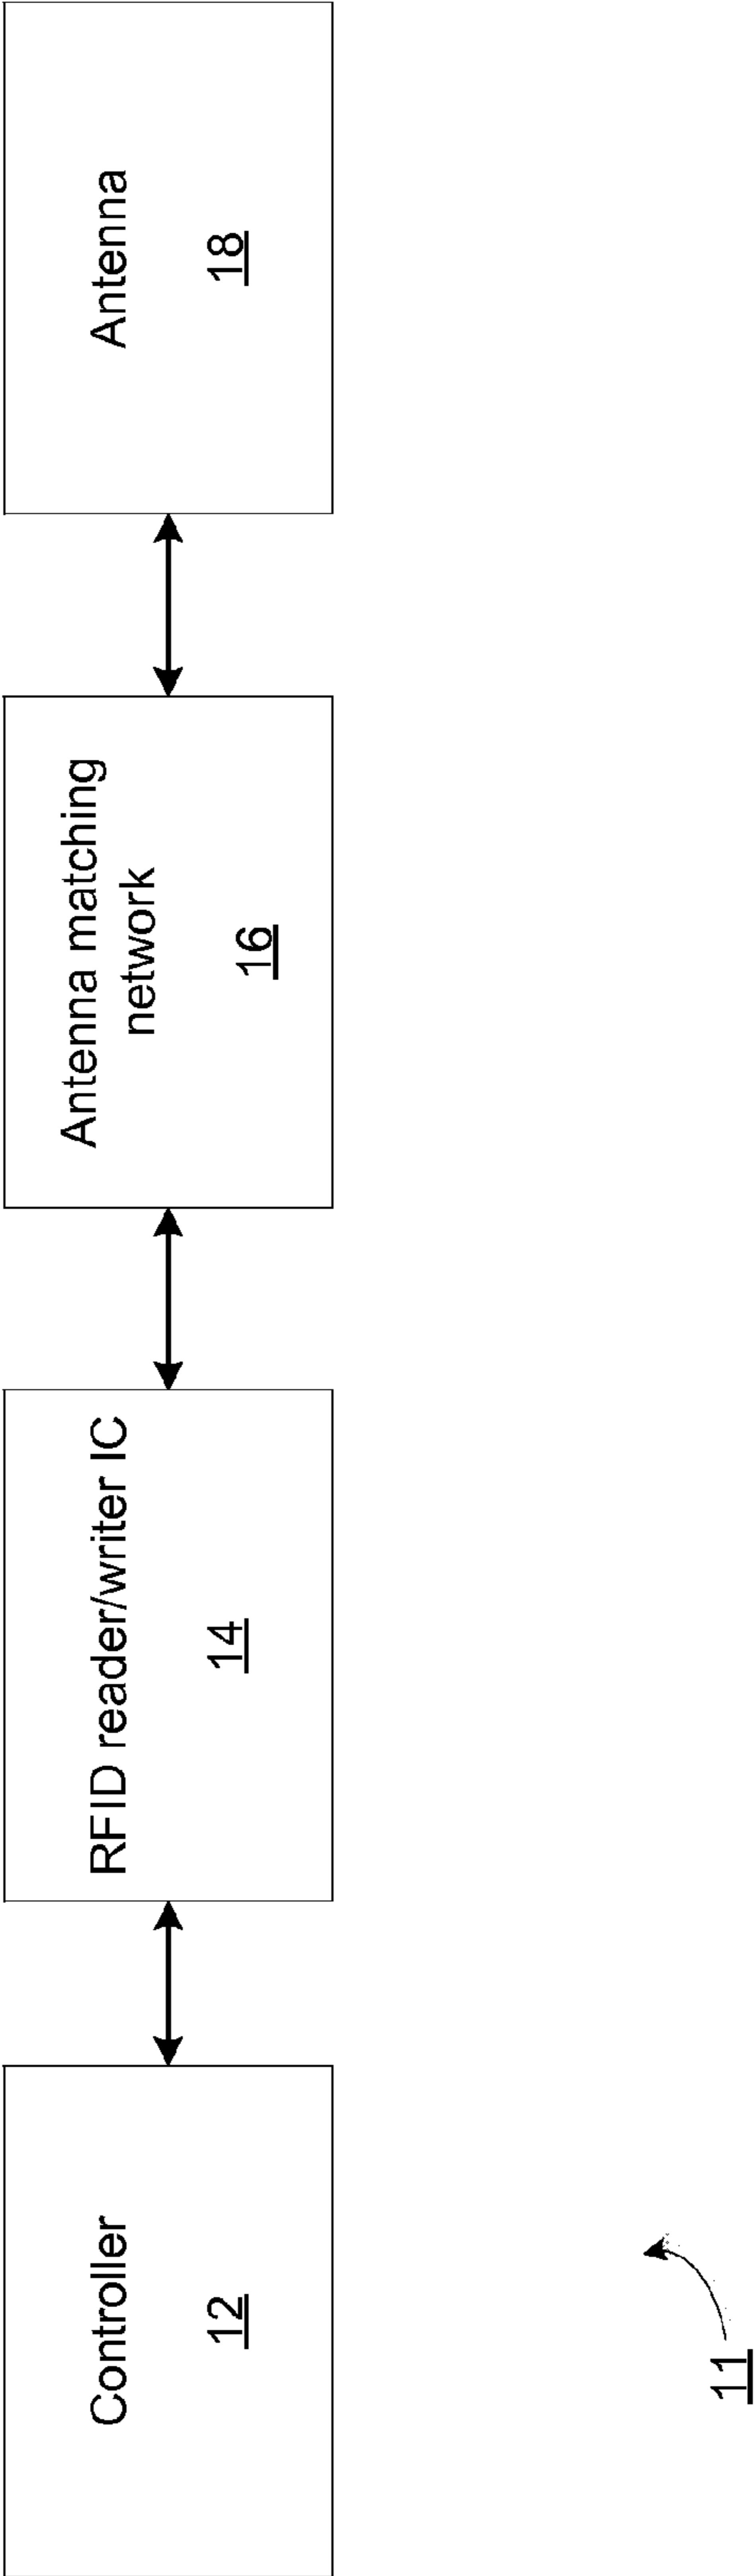 Controller
12
RFID reader/writer IC
14
Antenna matching
network
16
Antenna
18
11